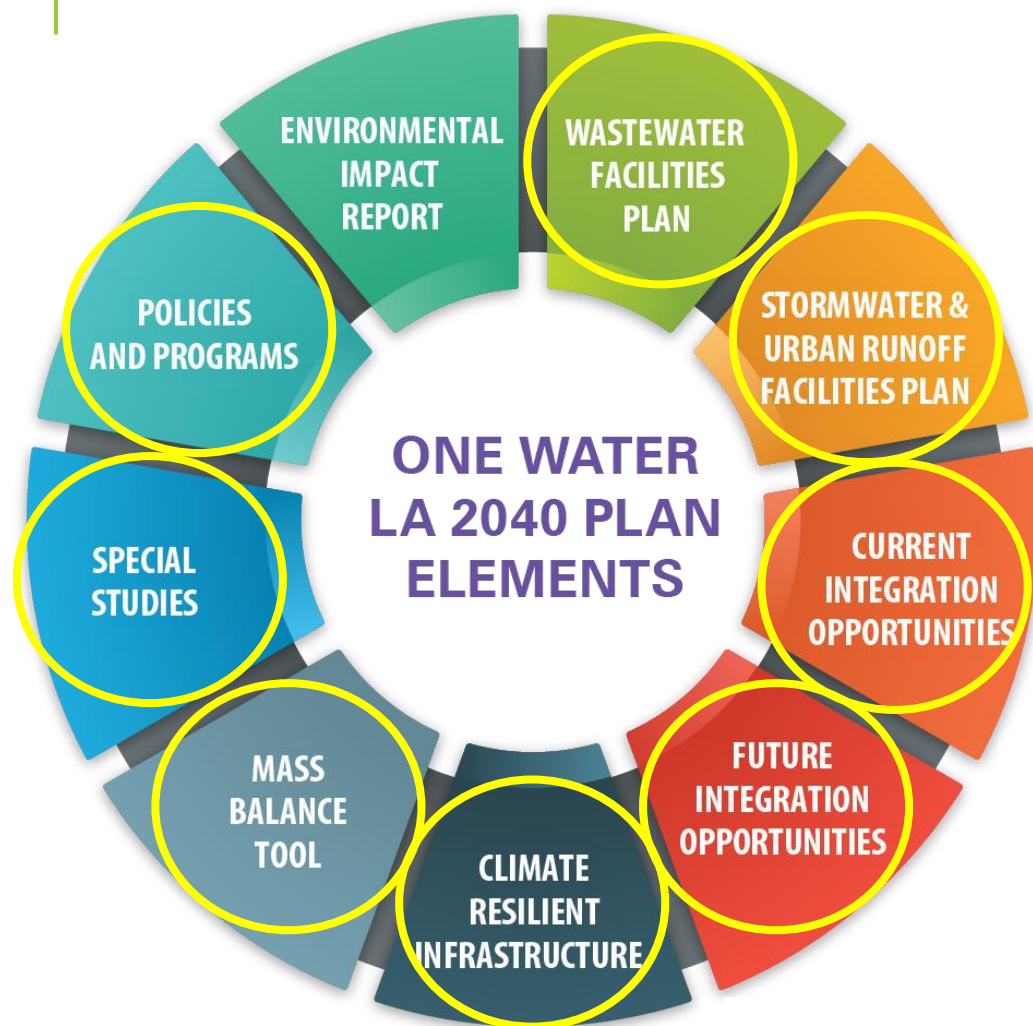 ONE WATER
LA 2040 PLAN
ELEMENTS
ENVIRONMENTAL
IMPACT
REPORT
WASTEWATER
FACILITIES
PLAN
STORMWATER &
URBAN RUNOFF
FACILITIES PLAN
CURRENT
INTEGRATION
OPPORTUNITIES
FUTURE
INTEGRATION
OPPORTUNITIES
CLIMATE
RESILIENT
INFRASTRUCTURE
MASS
BALANCE
TOOL
SPECIAL
STUDIES
POLICIES
AND PROGRAMS